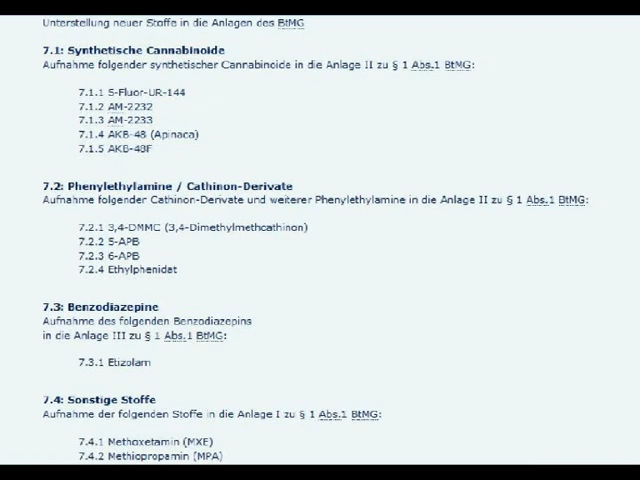 Unterstellung neuer Stoffe in die Anlagen des BtMG
7.1: Synthetische Cannabinoide
Aufnahme folgender synthetischer Cannabinoide in die Anlage II zu § 1 Abs.1 BtMG:
7.1.1 5-Fluor-UR-144
7.1.2 AM-2232
7.1.3 AM-2233
7.1.4 AKB-48 (Apinaca)
7.1.5 AKB-48F
7.2: Phenylethylamine / Cathinon-Derivate
Aufnahme folgender Cathinon-Derivate und weiterer Phenylethylamine in die Anlage II zu § 1 Abs.1 BtMG:
7.2.1 3,4-DMMC (3,4-Dimethylmethcathinon)
7.2.2 5-APB
7.2.3 6-APB
7.2.4 Ethylphenidat
7.3: Benzodiazepine
Aufnahme des folgenden Benzodiazepins
in die Anlage III zu § 1 Abs.1 BtMG:
7.3.1 Etizolam
7.4: Sonstige Stoffe
Aufnahme der folgenden Stoffe in die Anlage I zu § 1 Abs.1 BtMG:
7.4.1 Methoxetamin (MXE)
7.4.2 Methiopropamin (MPA)